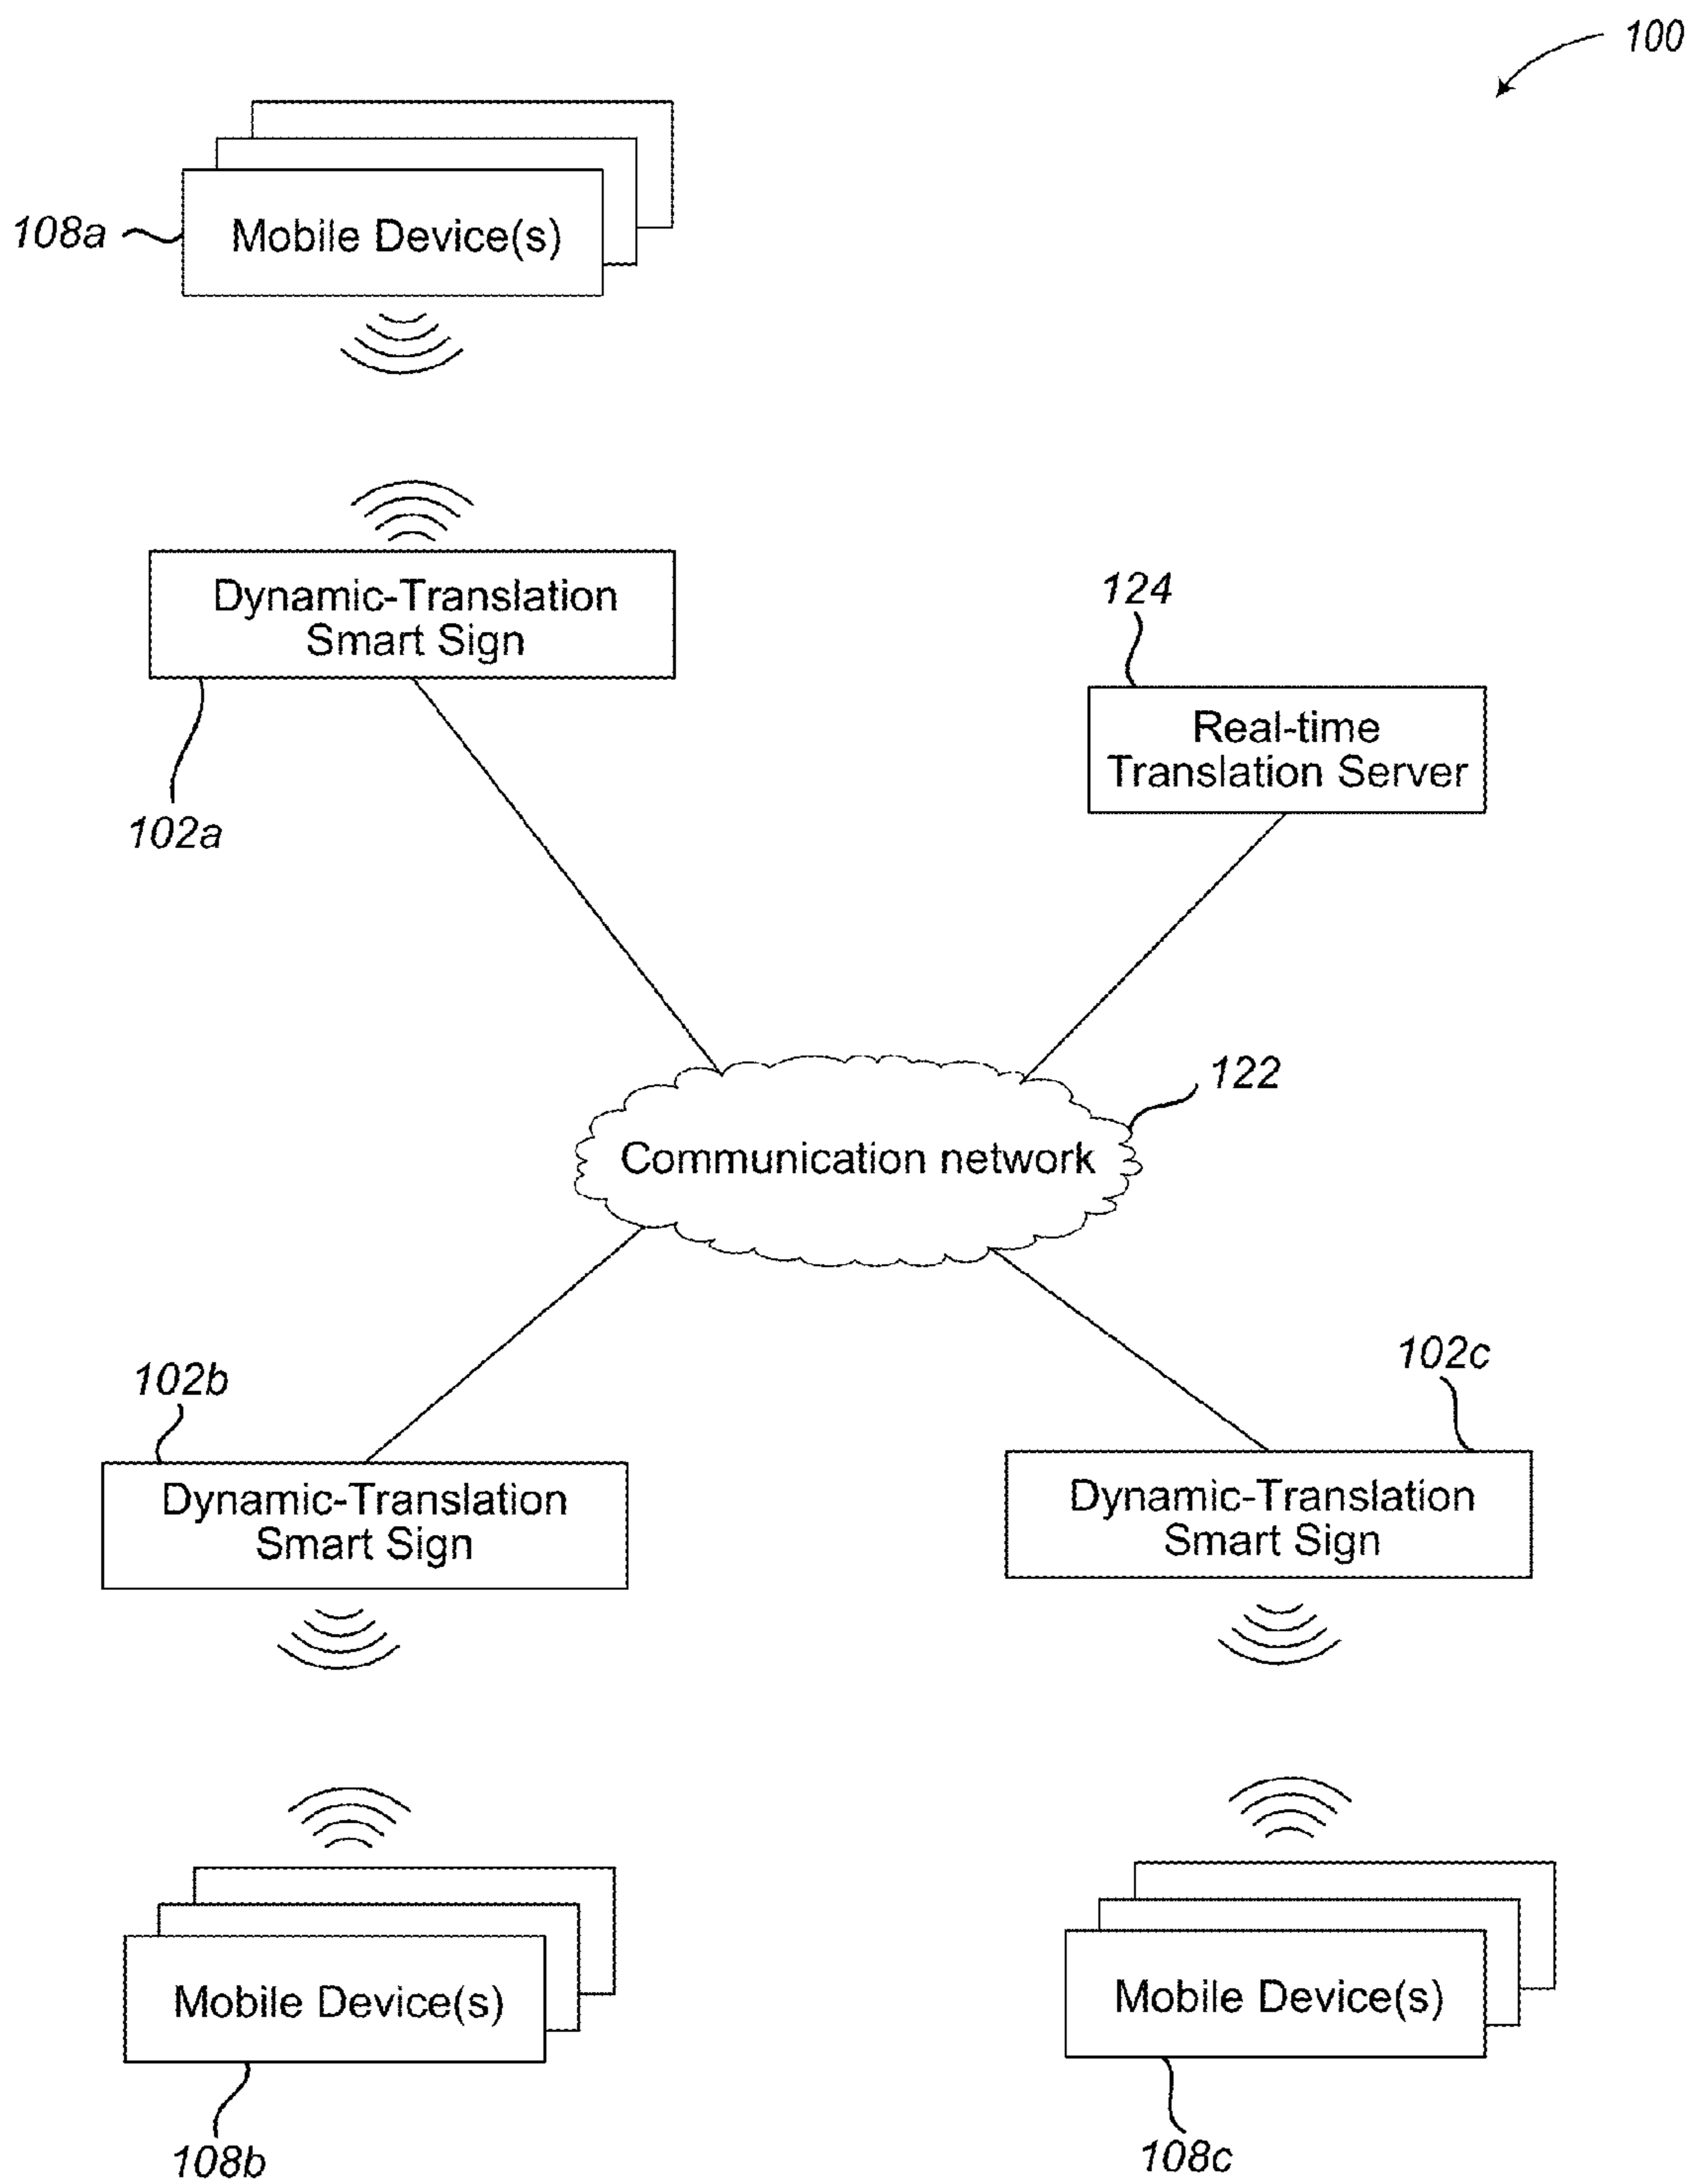 100
108a
Mobile Device(s)
Dynamic-Translation
Smart Sign
102a
124
Real-time
Translation Server
122
Communication network
102b
Dynamic-Translation
Smart Sign
102c
Dynamic-Translation
Smart Sign
Mobile Device(s)
108b
Mobile Device(s)
108c